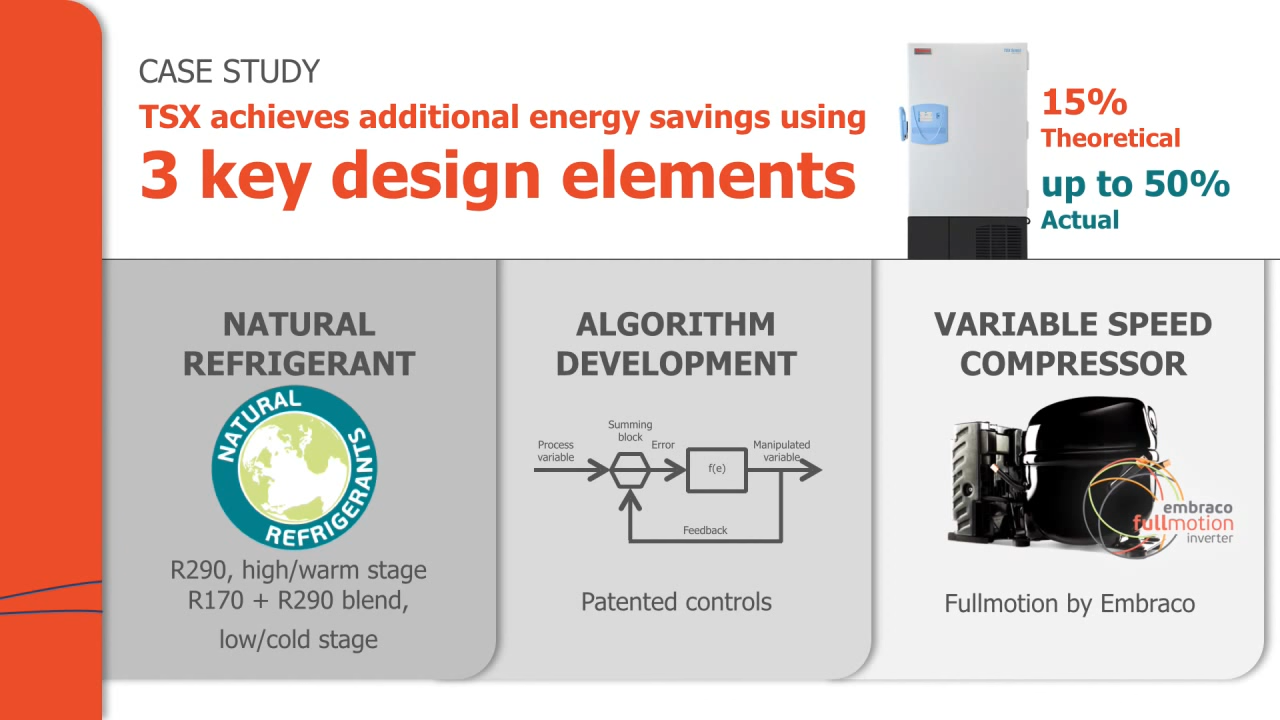 CASE STUDY
TSX achieves additional energy savings using
3 key design elements
15%
Theoretical
up to 50%
Actual
NATURAL
REFRIGERANT
NATURAL
REFRIGERANTS
R290, high/warm stage
R170 + R290 blend,
low/cold stage
ALGORITHM
DEVELOPMENT
Process
variable
Summing
block
Error
f(e)
Manipulated
variable
Feedback
Patented controls
VARIABLE SPEED
COMPRESSOR
embraco
fullmotion
inverter
Fullmotion by Embraco